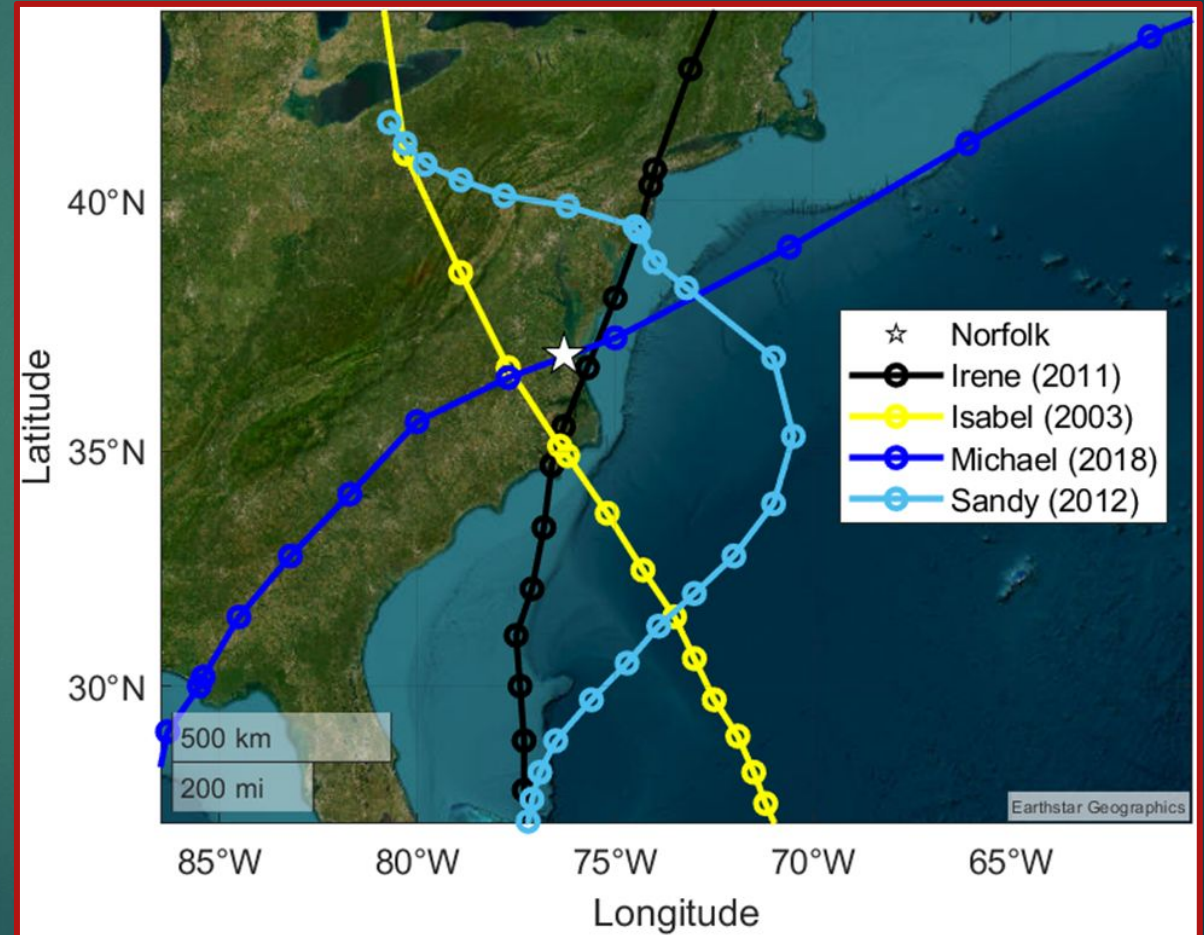 40°N
35°N
30°N
Latitude
85°W
80°W
75°W
70°W
65°W
Longitude
Norfolk
Irene (2011)
Isabel (2003)
Michael (2018)
Sandy (2012)
500 km
200 mi
Earthstar Geographics